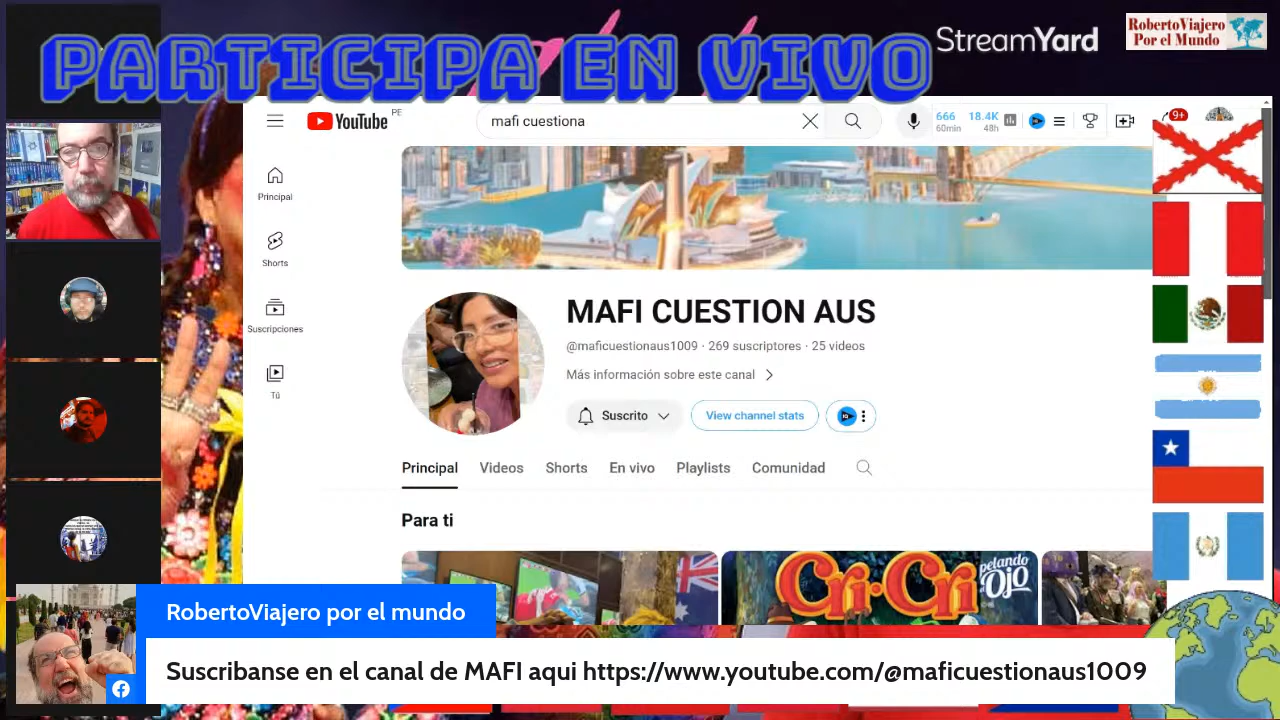 PARTICIPA EN VIVO
StreamYard
RobertoViajero
Por el Mundo
YouTube
PE
mafi cuestiona
666
60min
18.4K
48h
9+
Principal
Shorts
Suscripciones
Tú
MAFI CUESTION AUS
@maficuestionaus1009 · 269 suscriptores · 25 videos
Más información sobre este canal
Suscrito
View channel stats
Principal
Videos
Shorts
En vivo
Playlists
Comunidad
Para ti
Cri-Cri
pelando
OJO
RobertoViajero por el mundo
Suscribanse en el canal de MAFI aqui https://www.youtube.com/@maficuestionaus1009